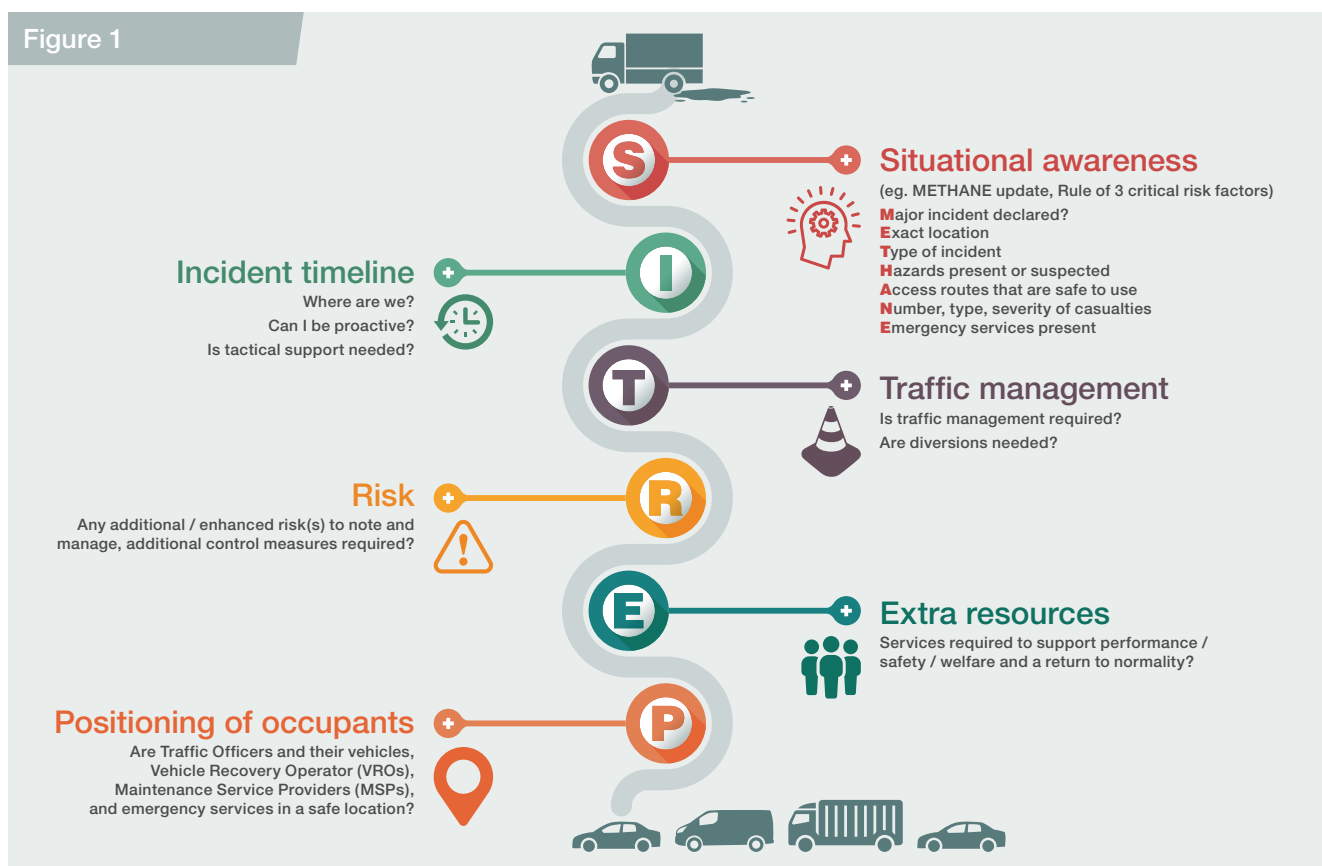 Figure 1
S
Situational awareness
(eg. METHANE update, Rule of 3 critical risk factors)
Major incident declared?
Exact location
Type of incident
Hazards present or suspected
Access routes that are safe to use
Number, type, severity of casualties
Emergency services present
I
Incident timeline
Where are we?
Can I be proactive?
Is tactical support needed?
T
Traffic management
Is traffic management required?
Are diversions needed?
R
Risk
Any additional / enhanced risk(s) to note and
manage, additional control measures required?
E
Extra resources
Services required to support performance /
safety / welfare and a return to normality?
P
Positioning of occupants
Are Traffic Officers and their vehicles,
Vehicle Recovery Operator (VROs),
Maintenance Service Providers (MSPs),
and emergency services in a safe location?